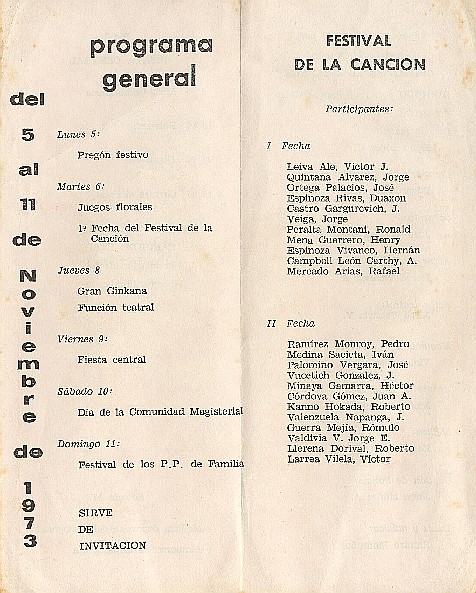 programa
general
del
5
al
11
de
Noviembre
de
1973
Lunes 5:
Pregón festivo
Martes 6:
Juegos florales
1ª Fecha del Festival de la
Canción
Jueves 8
Gran Ginkana
Función teatral
Viernes 9:
Fiesta central
Sábado 10:
Día de la Comunidad Magisterial
Domingo 11:
Festival de los P.P. de Familia
SIRVE
DE
INVITACION
FESTIVAL
DE LA CANCION
Participantes:
I Fecha
Leiva Ale, Víctor J.
Quintana Alvarez, Jorge
Ortega Palacios, José
Espinoza Rivas, Duaxon
Castro Gargurevich, J.
Veiga, Jorge
Peralta Montani, Ronald
Mena Guerrero, Henry
Espinoza Vivanco, Hernán
Campbell León Carthy, A.
Mercado Arias, Rafael
II Fecha
Ramírez Monroy, Pedro
Medina Sacieta, Iván
Palomino Vergara, José
Vucetich González, J.
Minaya Gamarra, Héctor
Córdova Gómez, Juan A.
Kanno Hokada, Roberto
Valenzuela Napanga, J.
Guerra Mejía, Rómulo
Valdivia V. Jorge E.
Llerena Dorival, Roberto
Larrea Vilela, Víctor